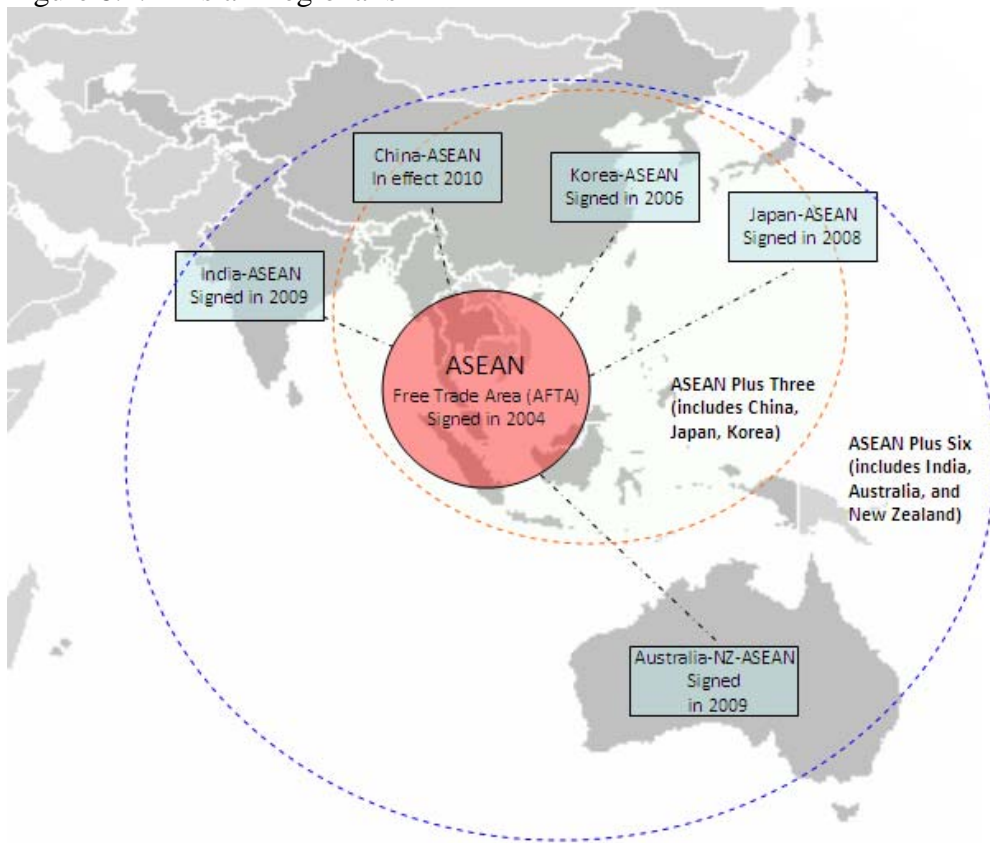 China-ASEAN
In effect 2010
Korea-ASEAN
Signed in 2006
Japan-ASEAN
Signed in 2008
India-ASEAN
Signed in 2009
ASEAN
Free Trade Area (AFTA)
Signed in 2004
ASEAN Plus Three
(includes China,
Japan, Korea)
ASEAN Plus Six
(includes India,
Australia, and
New Zealand)
Australia-NZ-ASEAN
Signed
in 2009